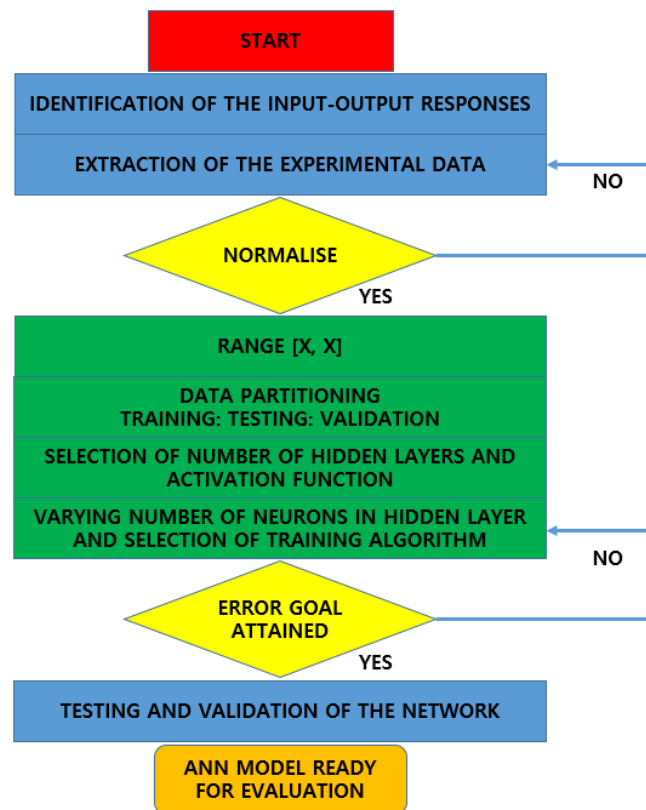 START
IDENTIFICATION OF THE INPUT-OUTPUT RESPONSES
EXTRACTION OF THE EXPERIMENTAL DATA
NO
NORMALISE
YES
RANGE [X, X]
DATA PARTITIONING
TRAINING: TESTING: VALIDATION
SELECTION OF NUMBER OF HIDDEN LAYERS AND
ACTIVATION FUNCTION
VARYING NUMBER OF NEURONS IN HIDDEN LAYER
AND SELECTION OF TRAINING ALGORITHM
NO
ERROR GOAL
ATTAINED
YES
TESTING AND VALIDATION OF THE NETWORK
ANN MODEL READY
FOR EVALUATION